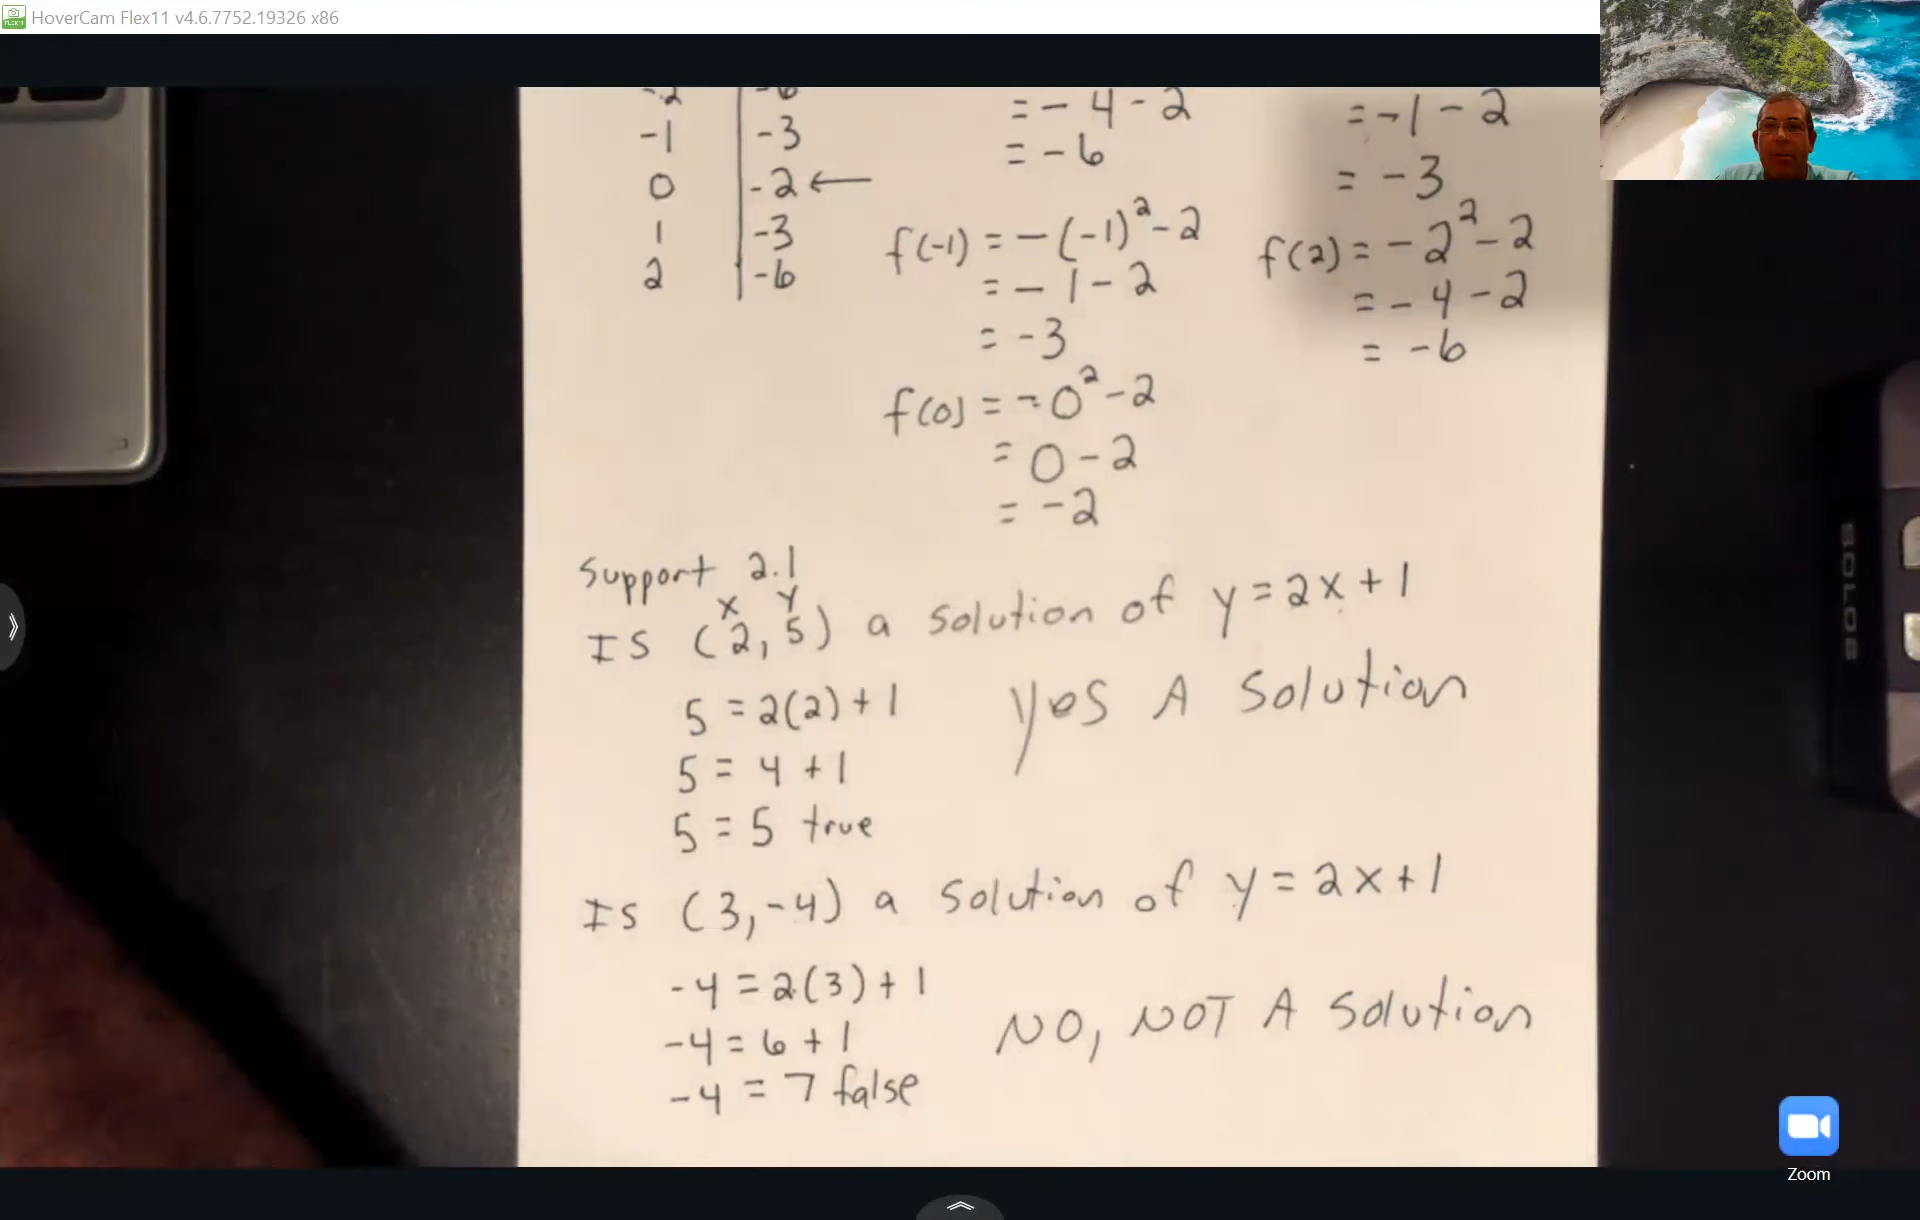 HoverCam Flex11 v4.6.7752.19326 x86
-2 | -6
-1 | -3
0 | -2 ←
1 | -3
2 | -6
= - 4 - 2
= - 6
f(-1) = - (-1)² - 2
= - 1 - 2
= - 3
f(0) = - 0² - 2
= 0 - 2
= - 2
= - 1 - 2
= - 3
f(2) = - 2² - 2
= - 4 - 2
= - 6
Support 2.1
x y
Is (2, 5) a solution of y = 2x + 1
5 = 2(2) + 1
5 = 4 + 1
5 = 5 true
Yes A Solution
Is (3, -4) a solution of y = 2x + 1
-4 = 2(3) + 1
-4 = 6 + 1
-4 = 7 false
NO, NOT A Solution
SOLO 8
Zoom